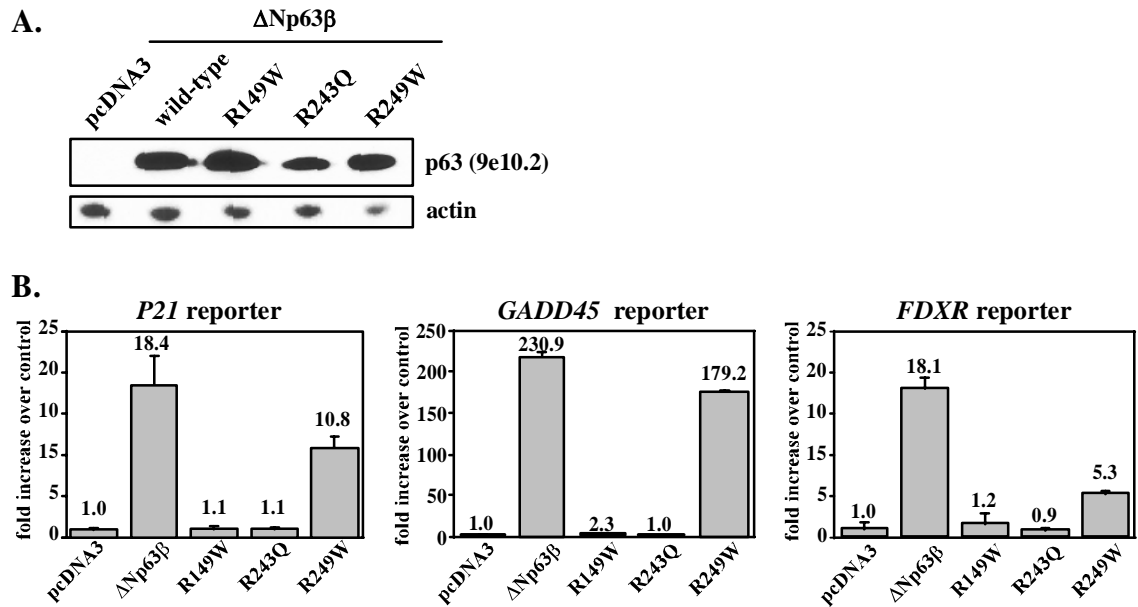 A.
ΔNp63β
pcDNA3
wild-type
R149W
R243Q
R249W
p63 (9e10.2)
actin
B.
P21 reporter
fold increase over control
25
20
10
15
5
0
1.0
18.4
1.1
1.1
10.8
pcDNA3
ΔNp63β
R149W
R243Q
R249W
GADD45 reporter
fold increase over control
250
200
150
100
50
0
1.0
230.9
2.3
1.0
179.2
pcDNA3
ΔNp63β
R149W
R243Q
R249W
FDXR reporter
fold increase over control
25
20
10
15
5
0
1.0
18.1
1.2
0.9
5.3
pcDNA3
ΔNp63β
R149W
R243Q
R249W